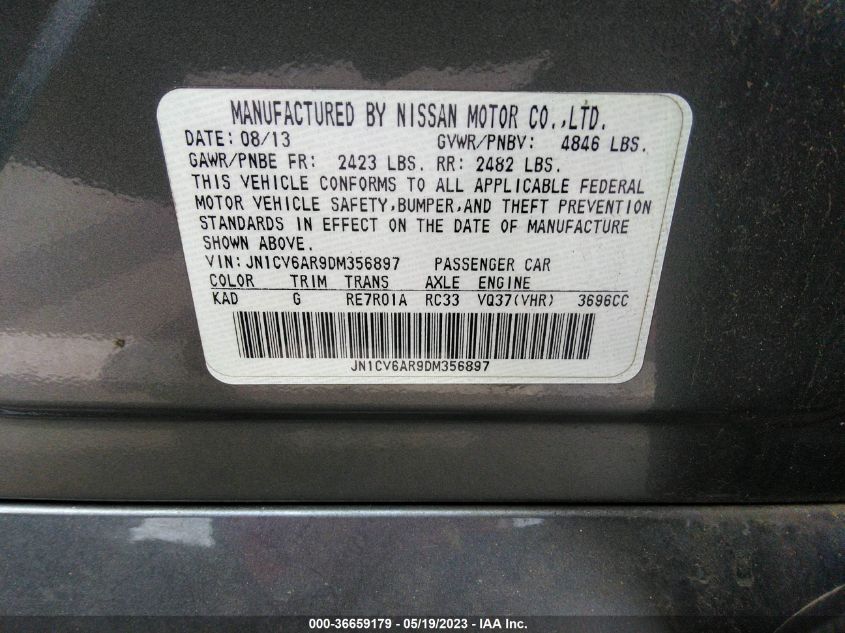 MANUFACTURED BY NISSAN MOTOR CO.,LTD.
DATE: 08/13 GVWR/PNBV: 4846 LBS.
GAWR/PNBE FR: 2423 LBS. RR: 2482 LBS.
THIS VEHICLE CONFORMS TO ALL APPLICABLE FEDERAL
MOTOR VEHICLE SAFETY,BUMPER,AND THEFT PREVENTION
STANDARDS IN EFFECT ON THE DATE OF MANUFACTURE
SHOWN ABOVE.
VIN:JN1CV6AR9DM356897 PASSENGER CAR
COLOR TRIM TRANS AXLE ENGINE
KAD G RE7R01A RC33 VQ37(VHR) 3696CC
JN1CV6AR9DM356897
000-36659179 - 05/19/2023 - IAA Inc.